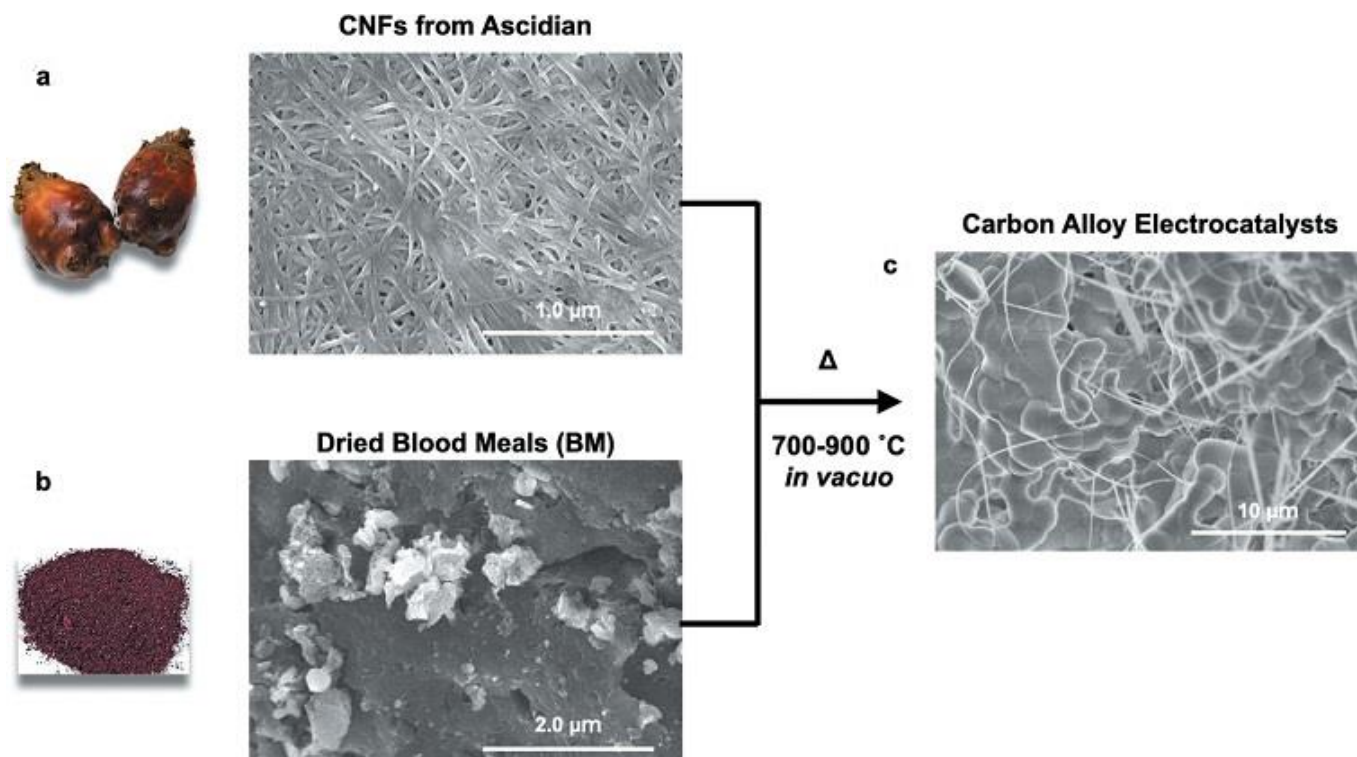 CNFs from Ascidian
a
1.0 µm
Dried Blood Meals (BM)
b
2.0 µm
Δ
700-900 ˚C
in vacuo
Carbon Alloy Electrocatalysts
c
10 µm